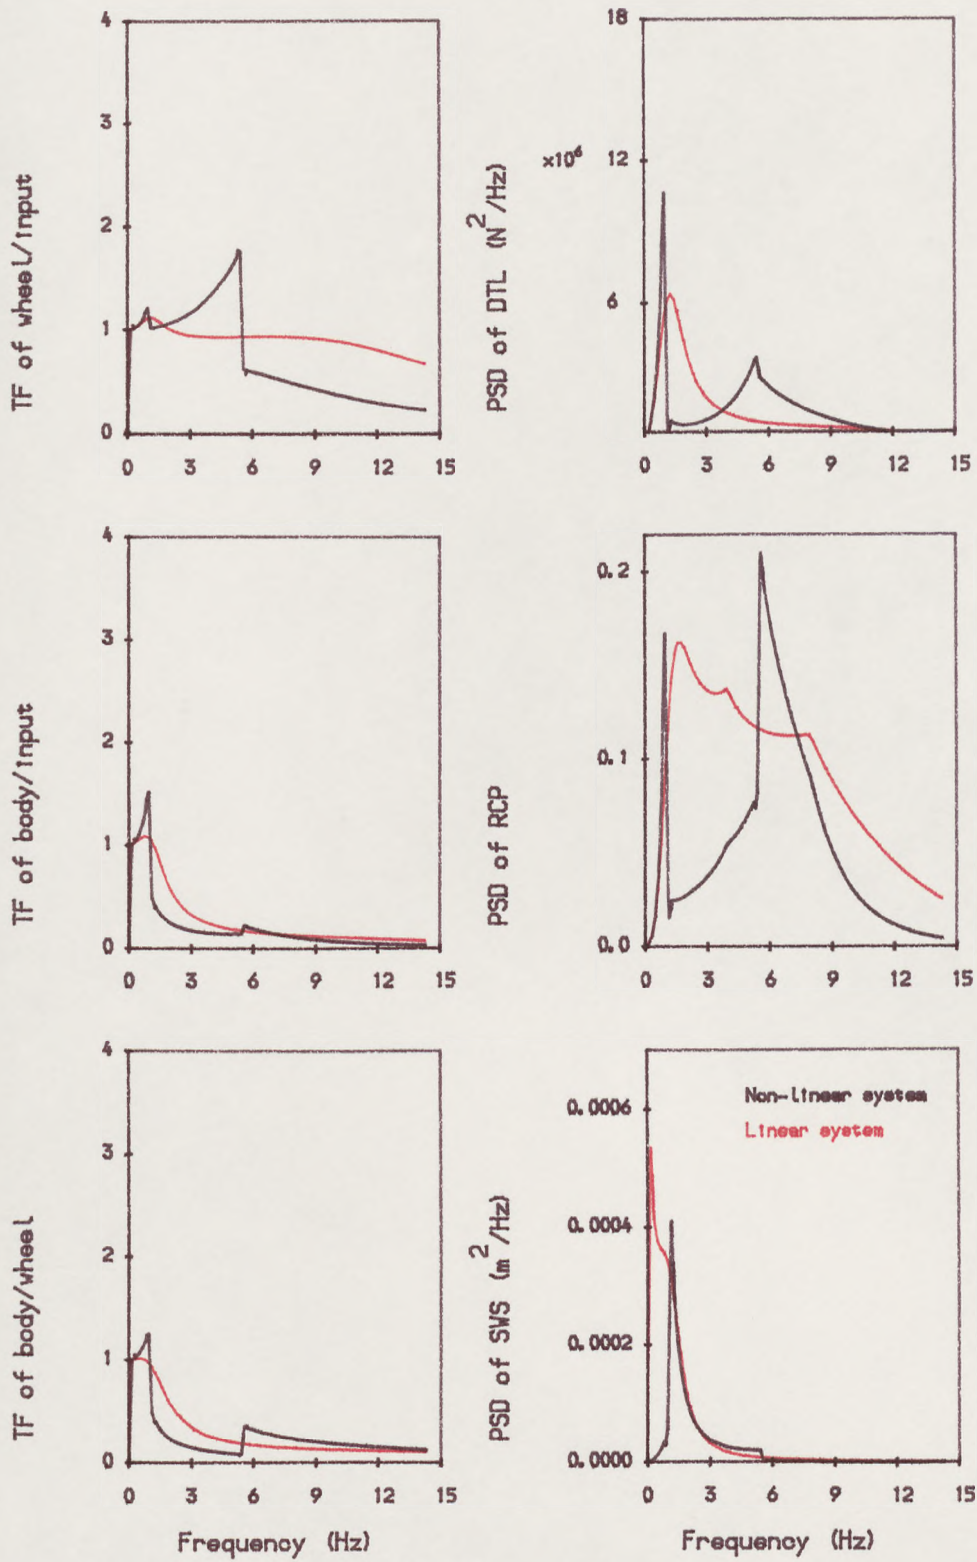 TF of wheel/input
4
3
2
1
0
0 3 6 9 12 15
PSD of DTL (N²/Hz)
×10⁶
18
12
6
0 3 6 9 12 15
TF of body/input
4
3
2
1
0
0 3 6 9 12 15
PSD of RCP
0.2
0.1
0.0
0 3 6 9 12 15
TF of body/wheel
4
3
2
1
0
0 3 6 9 12 15
Frequency (Hz)
PSD of SWS (m²/Hz)
0.0006
0.0004
0.0002
0.0000
Non-linear system
Linear system
0 3 6 9 12 15
Frequency (Hz)